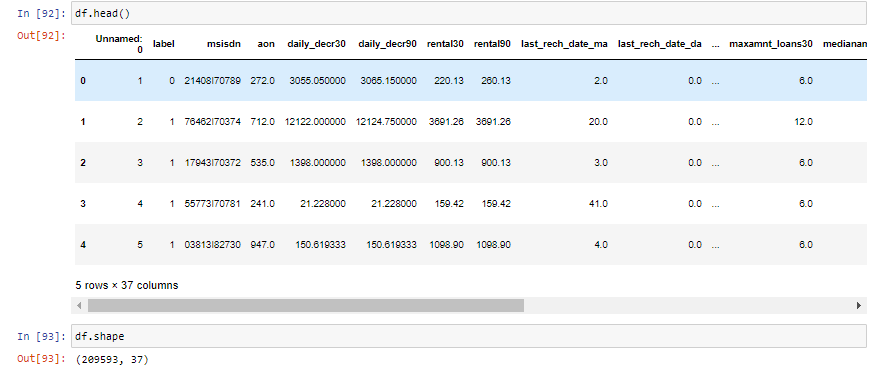 In [92]: df.head()
Out[92]:
Unnamed: 0 label msisdn aon daily_decr30 daily_decr90 rental30 rental90 last_rech_date_ma last_rech_date_da ... maxamnt_loans30 medianan
0 1 0 21408I70789 272.0 3055.050000 3065.150000 220.13 260.13 2.0 0.0 ... 6.0
1 2 1 76462I70374 712.0 12122.000000 12124.750000 3691.26 3691.26 20.0 0.0 ... 12.0
2 3 1 17943I70372 535.0 1398.000000 1398.000000 900.13 900.13 3.0 0.0 ... 6.0
3 4 1 55773I70781 241.0 21.228000 21.228000 159.42 159.42 41.0 0.0 ... 6.0
4 5 1 03813I82730 947.0 150.619333 150.619333 1098.90 1098.90 4.0 0.0 ... 6.0
5 rows × 37 columns
In [93]: df.shape
Out[93]: (209593, 37)